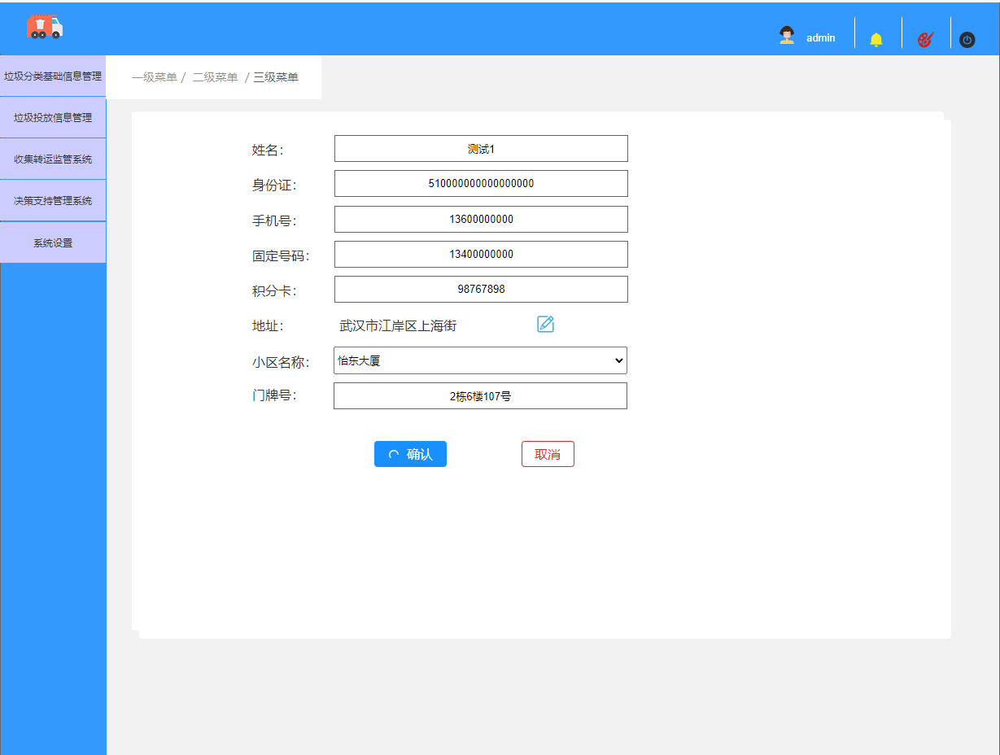 admin
垃圾分类基础信息管理
一级菜单 / 二级菜单 / 三级菜单
垃圾投放信息管理
收集转运监管系统
决策支持管理系统
系统设置
姓名: 测试1
身份证: 510000000000000000
手机号: 13600000000
固定号码: 13400000000
积分卡: 98767898
地址: 武汉市江岸区上海街
小区名称: 怡东大厦
门牌号: 2栋6楼107号
确认 取消